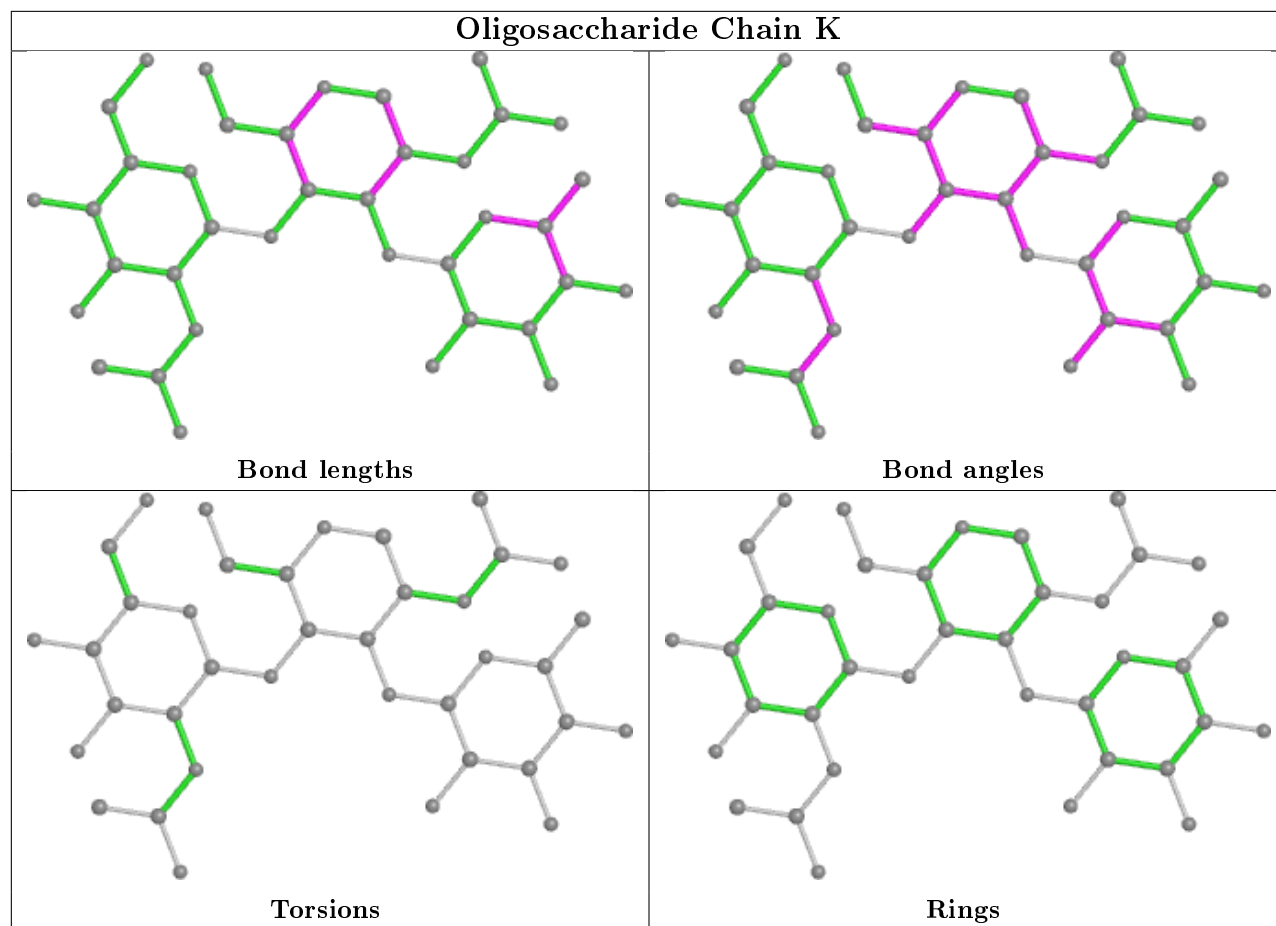 Oligosaccharide Chain K
Bond lengths
Bond angles
Torsions
Rings